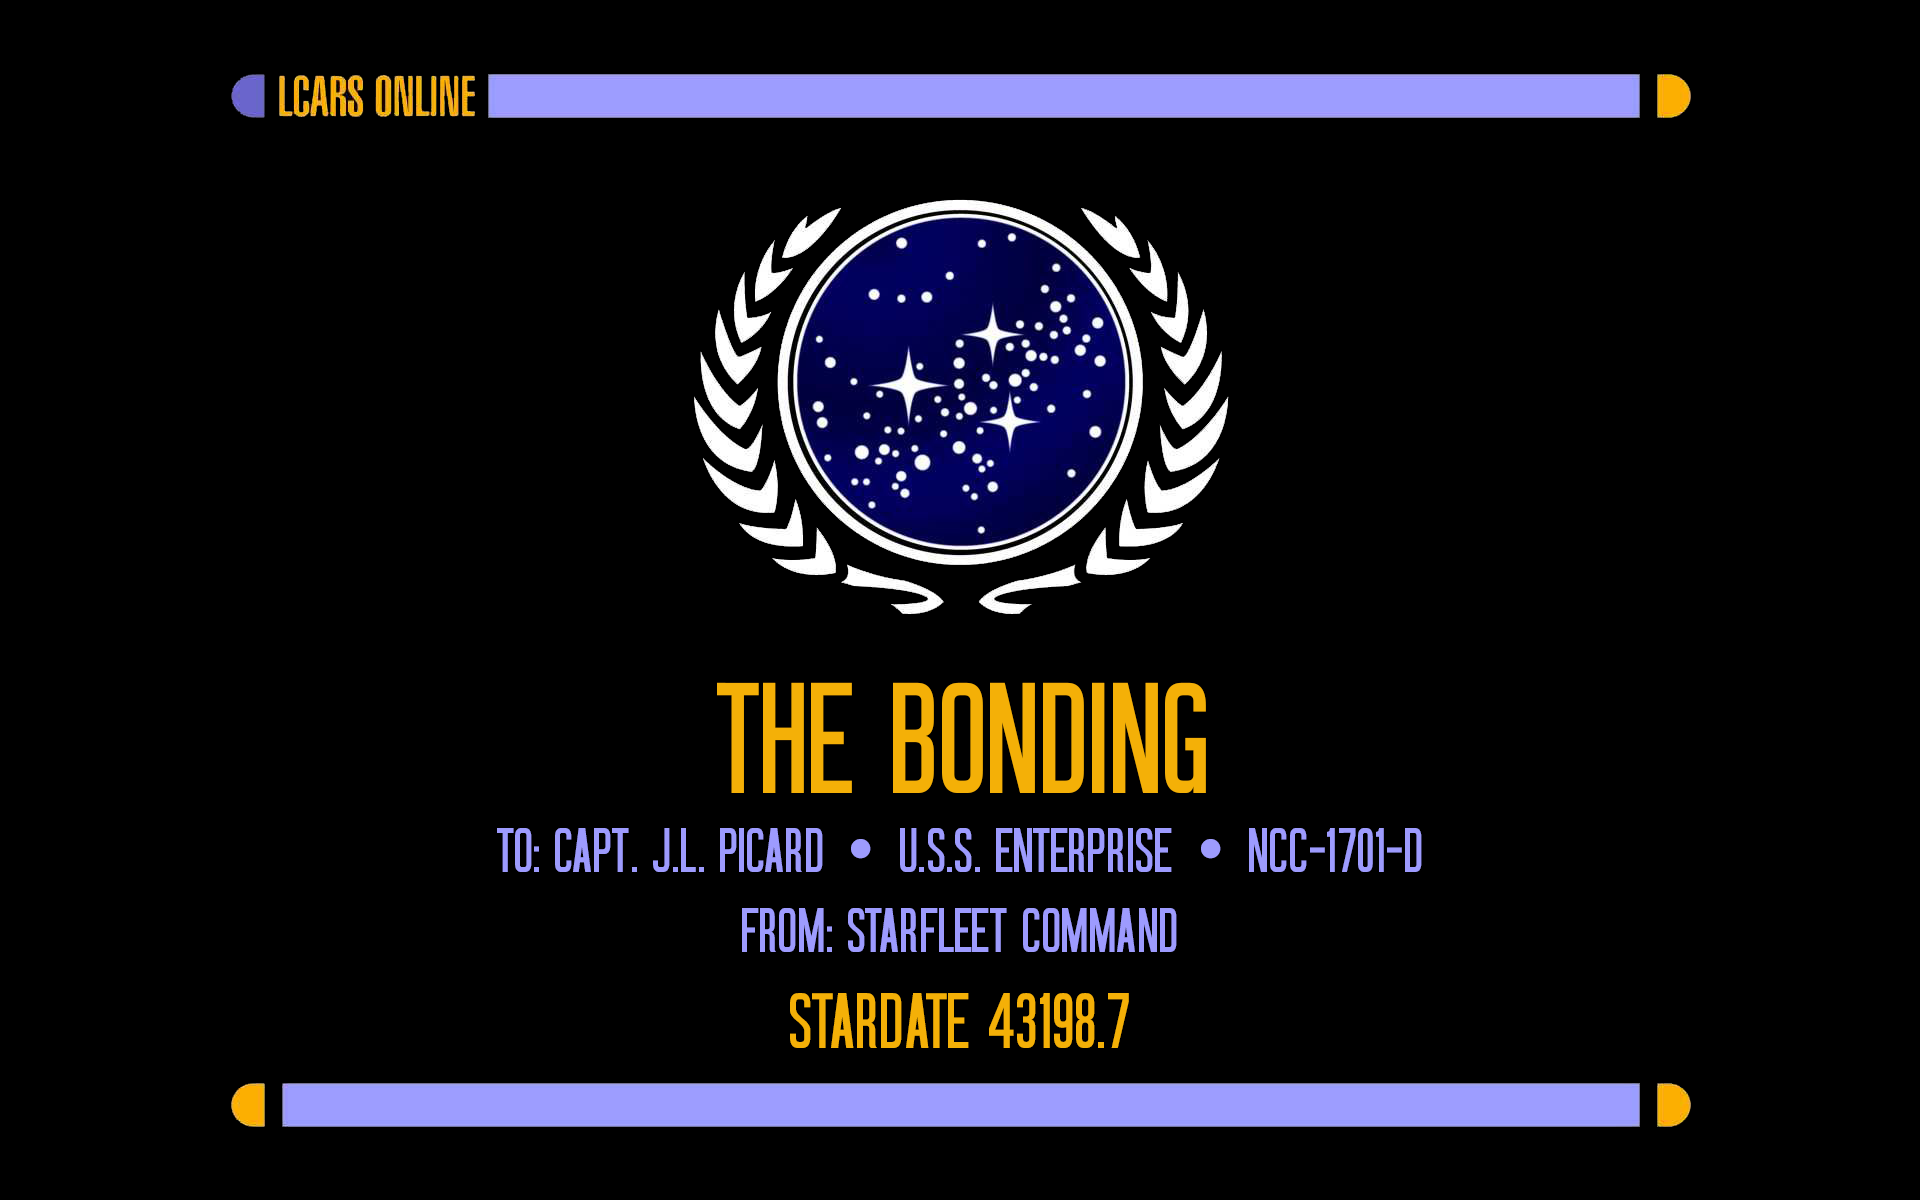 LCARS ONLINE
THE BONDING
TO: CAPT. J.L. PICARD • U.S.S. ENTERPRISE • NCC-1701-D
FROM: STARFLEET COMMAND
STARDATE 43198.7